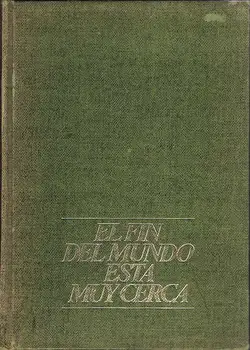 EL FIN
DEL MUNDO
ESTA
MUY CERCA